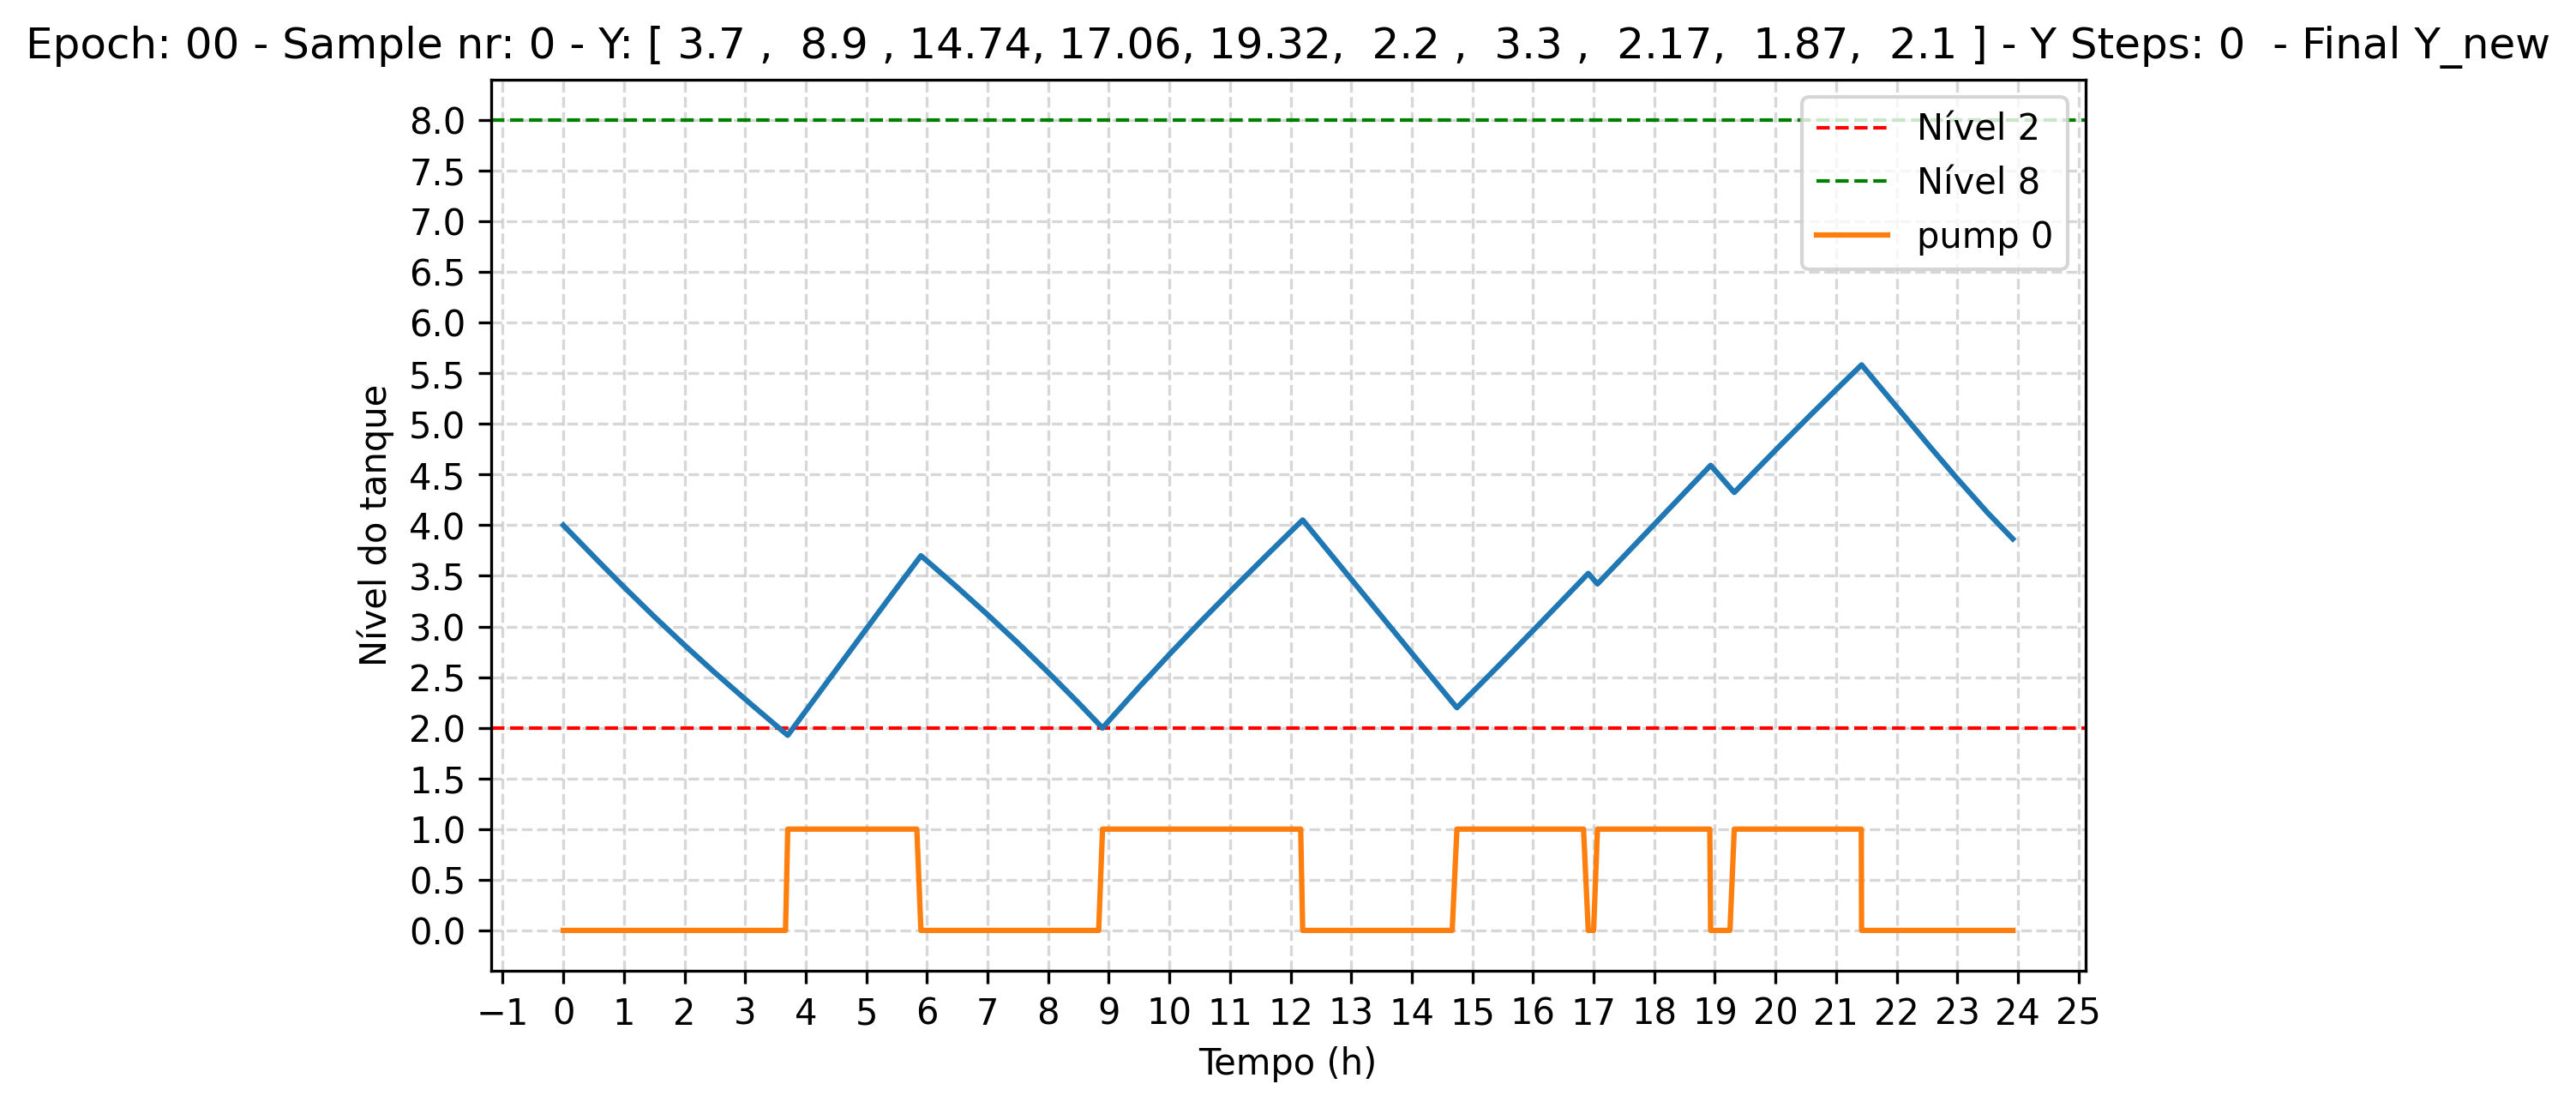 Epoch: 00 - Sample nr: 0 - Y: [ 3.7 ,  8.9 , 14.74, 17.06, 19.32,  2.2 ,  3.3 ,  2.17,  1.87,  2.1 ] - Y Steps: 0  - Final Y_new
8.0
7.5
7.0
6.5
6.0
5.5
5.0
4.5
4.0
3.5
3.0
2.5
2.0
1.5
1.0
0.5
0.0
Nível do tanque
Nível 2
Nível 8
pump 0
−1 0 1 2 3 4 5 6 7 8 9 10 11 12 13 14 15 16 17 18 19 20 21 22 23 24 25
Tempo (h)